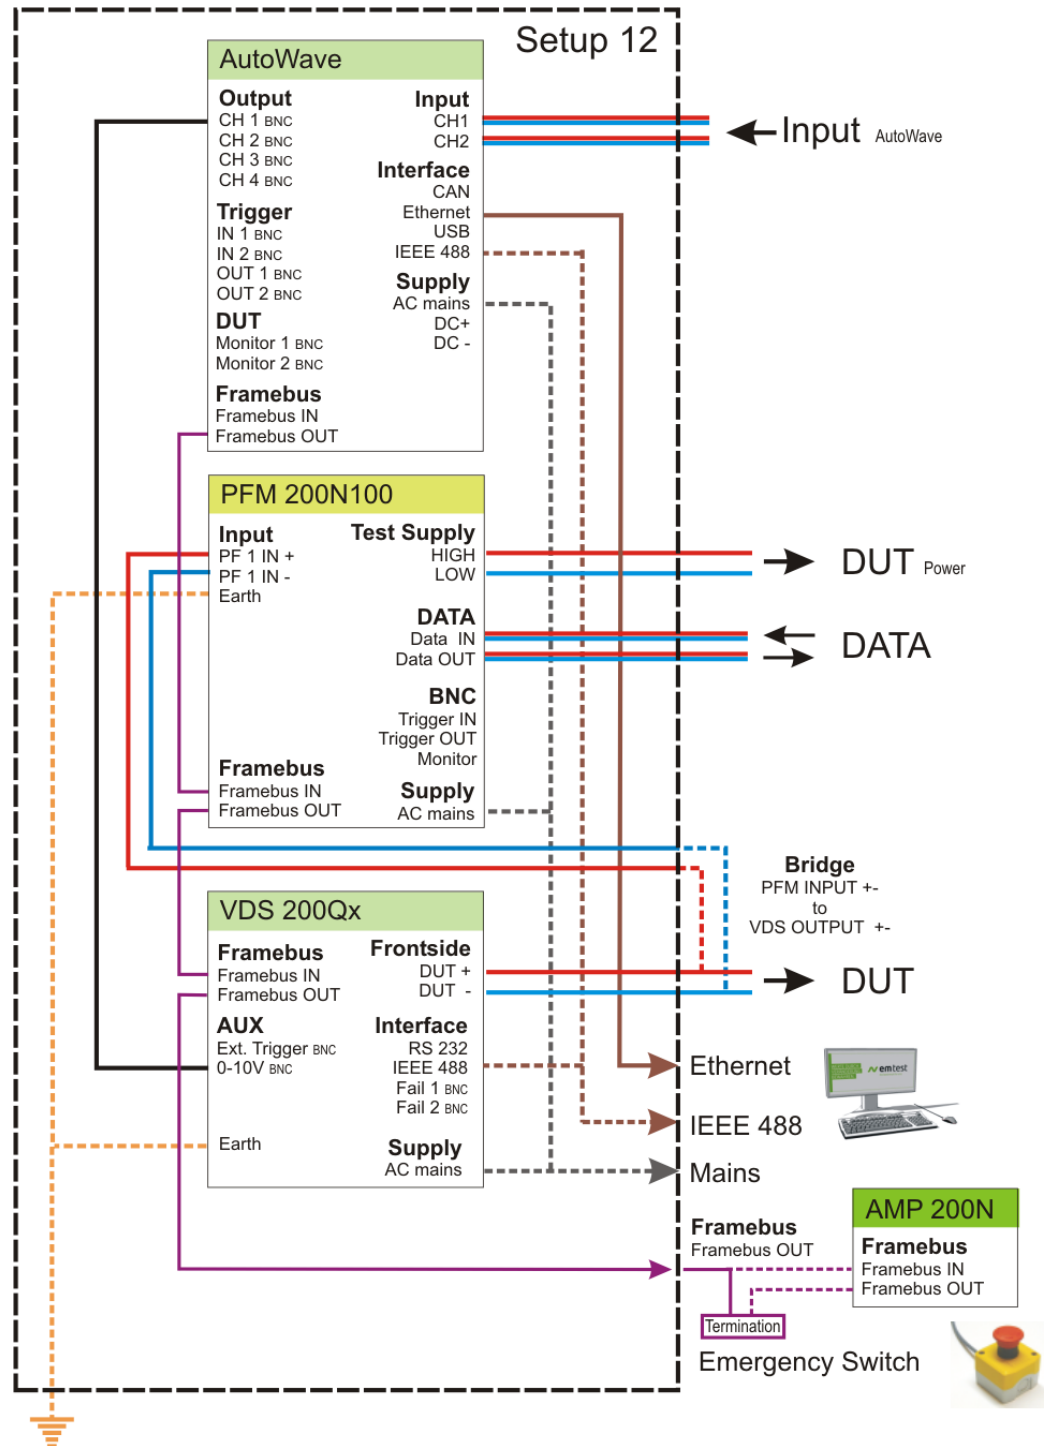 Setup 12
AutoWave
Output
CH 1 BNC
CH 2 BNC
CH 3 BNC
CH 4 BNC
Trigger
IN 1 BNC
IN 2 BNC
OUT 1 BNC
OUT 2 BNC
DUT
Monitor 1 BNC
Monitor 2 BNC
Framebus
Framebus IN
Framebus OUT
Input
CH1
CH2
Interface
CAN
Ethernet
USB
IEEE 488
Supply
AC mains
DC+
DC -
Input AutoWave
PFM 200N100
Input
PF 1 IN +
PF 1 IN -
Earth
Framebus
Framebus IN
Framebus OUT
Test Supply
HIGH
LOW
DATA
Data IN
Data OUT
BNC
Trigger IN
Trigger OUT
Monitor
Supply
AC mains
DUT Power
DATA
Bridge
PFM INPUT +-
to
VDS OUTPUT +-
VDS 200Qx
Framebus
Framebus IN
Framebus OUT
AUX
Ext. Trigger BNC
0-10V BNC
Earth
Frontside
DUT +
DUT -
Interface
RS 232
IEEE 488
Fail 1 BNC
Fail 2 BNC
Supply
AC mains
DUT
Ethernet
emtest
IEEE 488
Mains
Framebus
Framebus OUT
AMP 200N
Framebus
Framebus IN
Framebus OUT
Termination
Emergency Switch